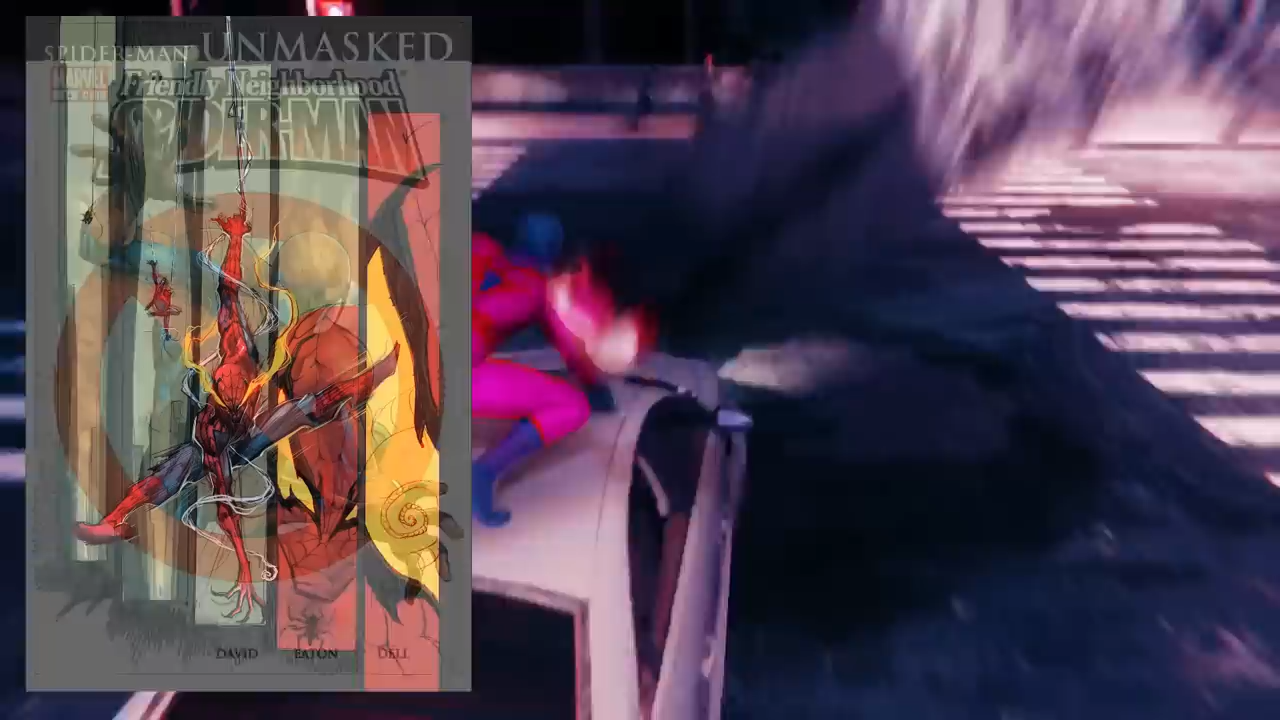 SPIDER-MAN UNMASKED
MARVEL
Friendly Neighborhood
SPIDER-MAN
DAVID EATON DELL